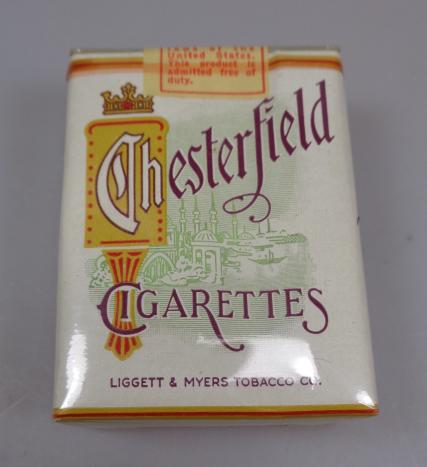 United States.
This product is
admitted free of
duty.
Chesterfield
CIGARETTES
LIGGETT & MYERS TOBACCO CO.